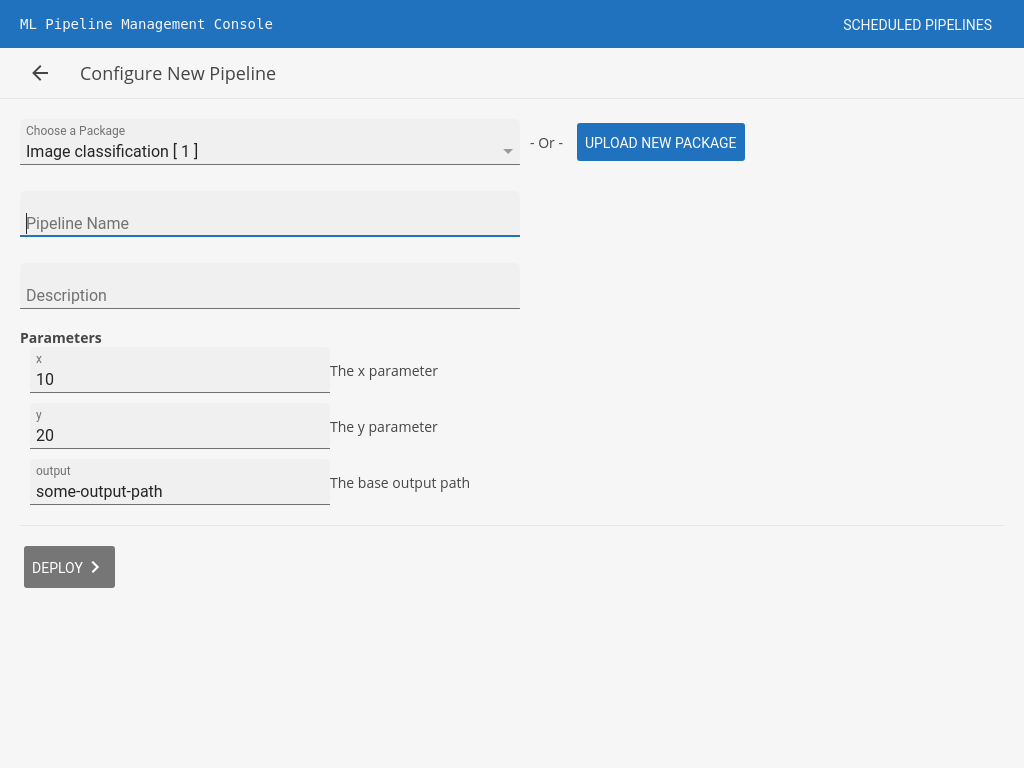 ML Pipeline Management Console
SCHEDULED PIPELINES
Configure New Pipeline
Choose a Package
Image classification [ 1 ]
- Or -
UPLOAD NEW PACKAGE
Pipeline Name
Description
Parameters
x
10
The x parameter
y
20
The y parameter
output
some-output-path
The base output path
DEPLOY